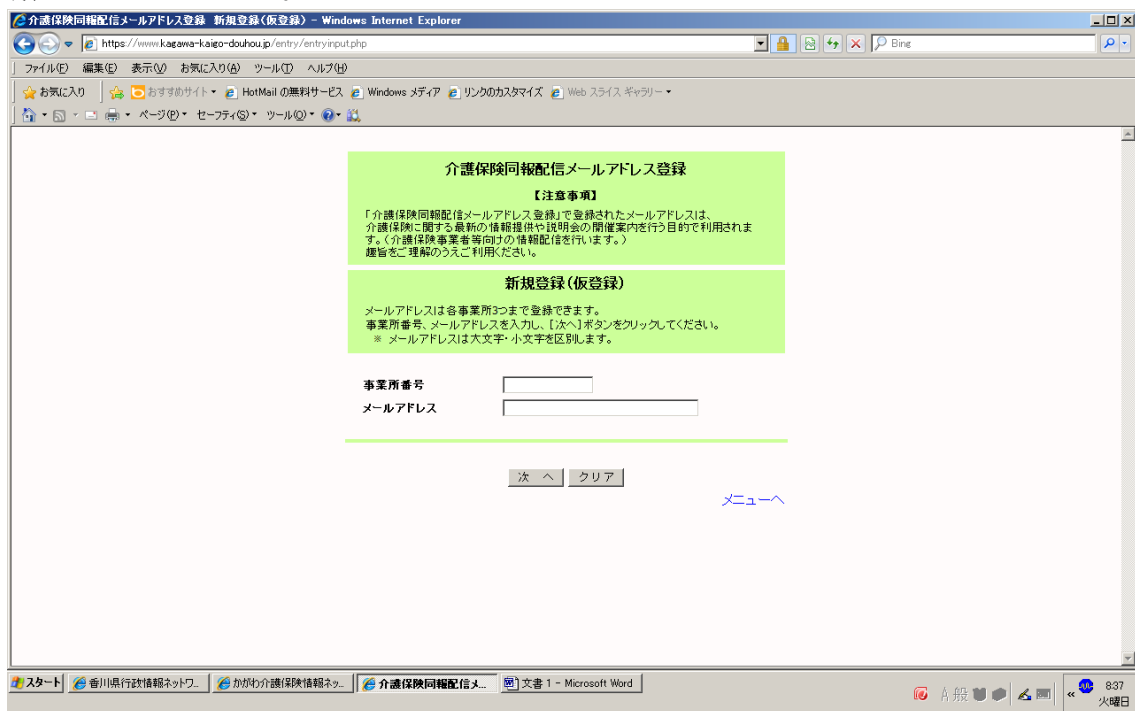 介護保険同報配信メールアドレス登録 新規登録(仮登録) - Windows Internet Explorer
https://www.kagawa-kaigo-douhou.jp/entry/entryinput.php
Bing
ファイル(F) 編集(E) 表示(V) お気に入り(A) ツール(T) ヘルプ(H)
お気に入り おすすめサイト HotMail の無料サービス Windows メディア リンクのカスタマイズ Web スライス ギャラリー
ページ(P) セーフティ(S) ツール(O)
介護保険同報配信メールアドレス登録
【注意事項】
「介護保険同報配信メールアドレス登録」で登録されたメールアドレスは、
介護保険に関する最新の情報提供や説明会の開催案内を行う目的で利用されま
す。(介護保険事業者等向けの情報配信を行います。)
趣旨をご理解のうえご利用ください。
新規登録(仮登録)
メールアドレスは各事業所3つまで登録できます。
事業所番号、メールアドレスを入力し、[次へ]ボタンをクリックしてください。
※ メールアドレスは大文字・小文字を区別します。
事業所番号
メールアドレス
次 へ クリア
メニューへ
スタート 香川県行政情報ネットワ... かがわ介護保険情報ネッ... 介護保険同報配信メ... 文書 1 - Microsoft Word
A 般 « 8:37
火曜日